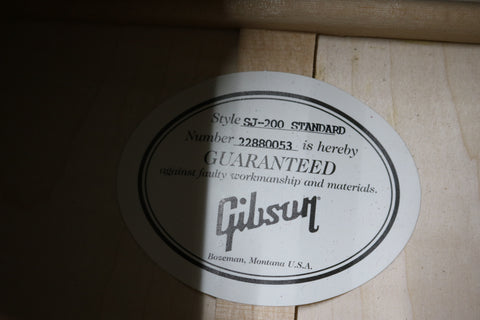 Style SJ-200 STANDARD
Number 22880053 is hereby
GUARANTEED
against faulty workmanship and materials.
Gibson
Bozeman, Montana U.S.A.